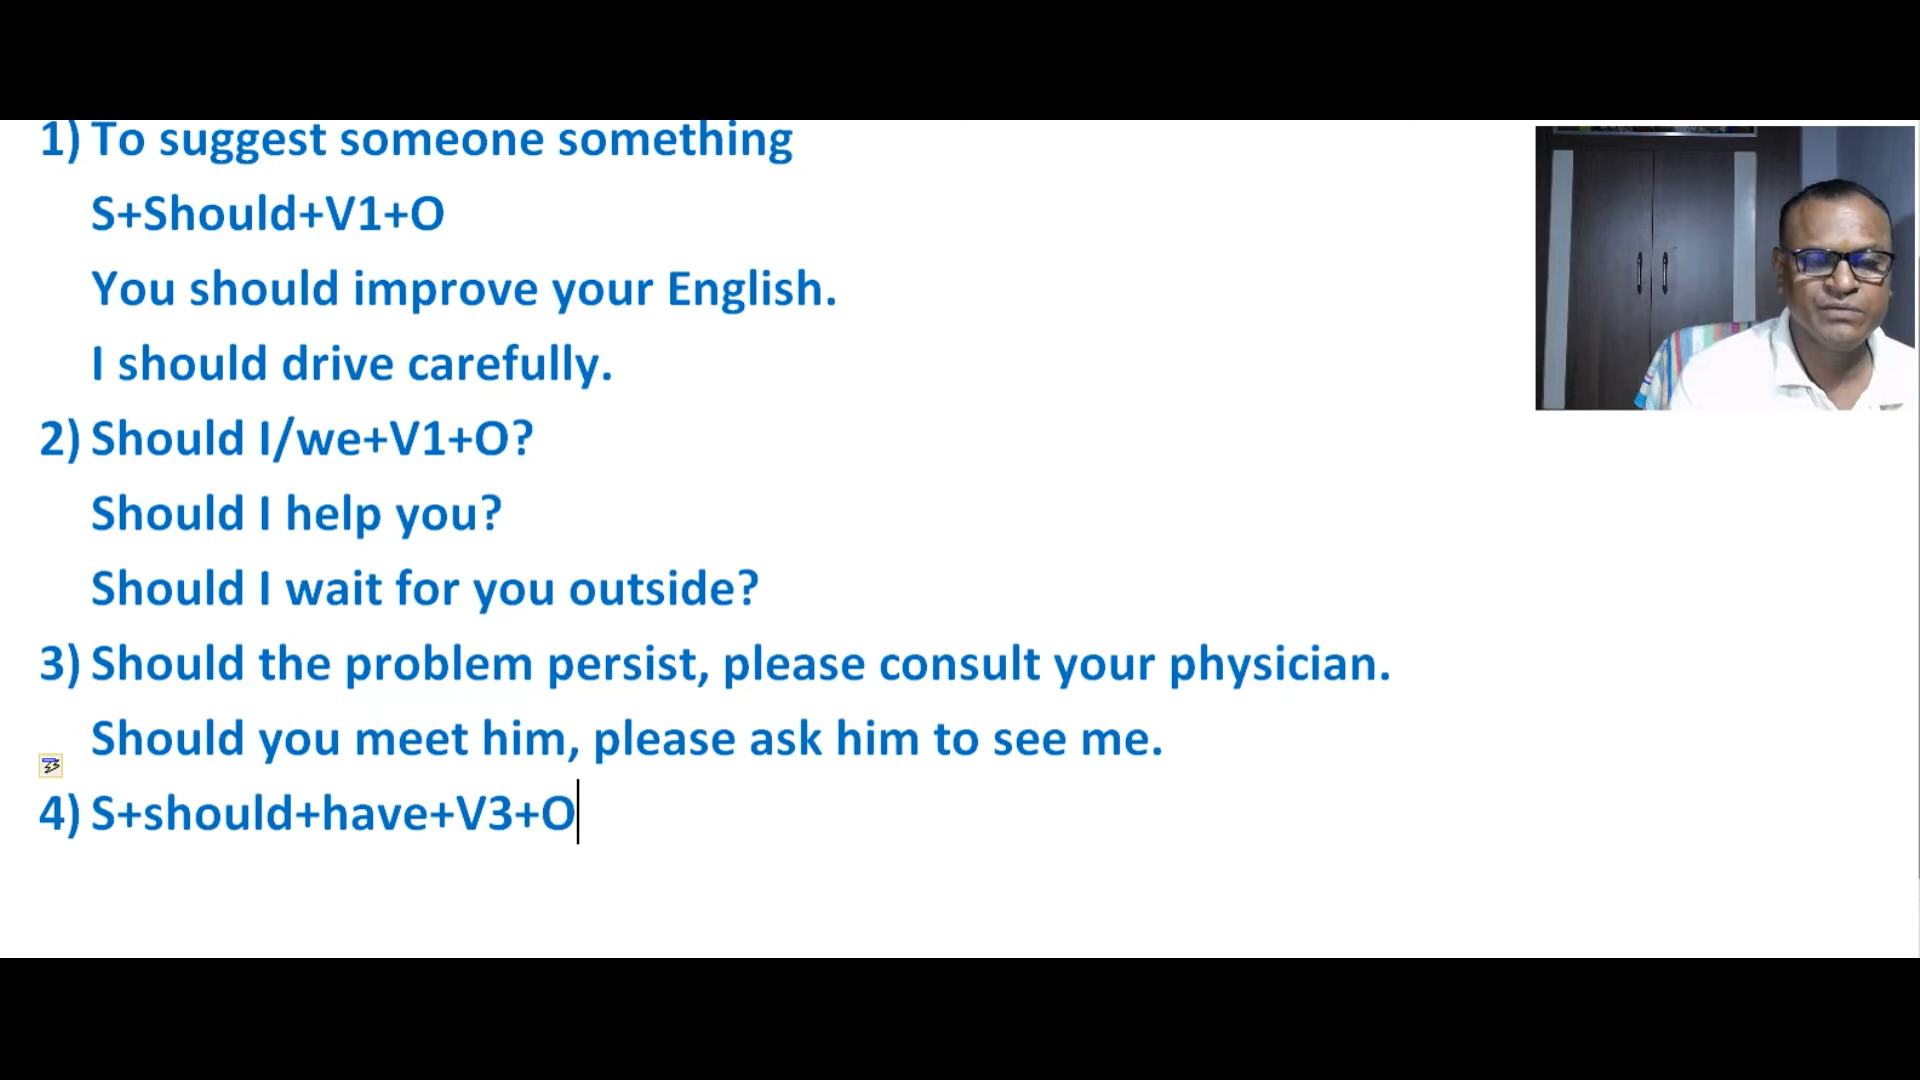 1) To suggest someone something
S+Should+V1+O
You should improve your English.
I should drive carefully.
2) Should I/we+V1+O?
Should I help you?
Should I wait for you outside?
3) Should the problem persist, please consult your physician.
Should you meet him, please ask him to see me.
4) S+should+have+V3+O